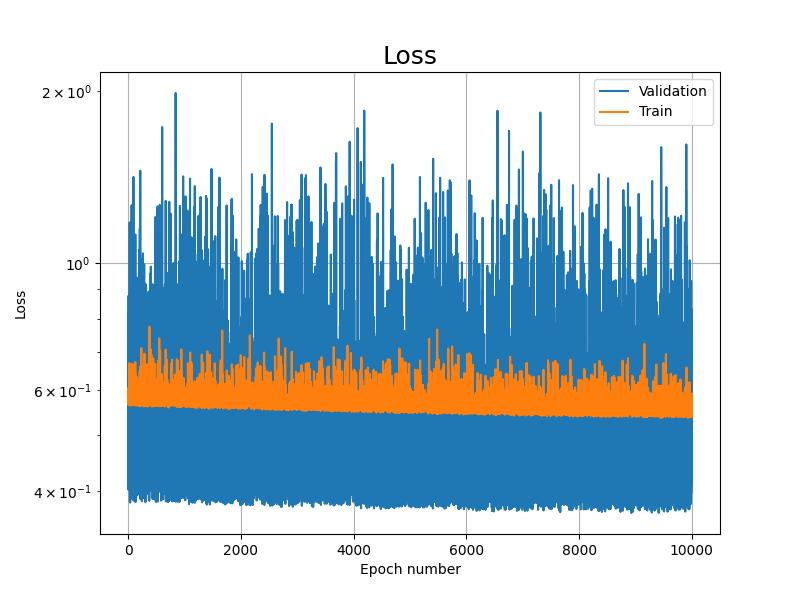 Loss
2 × 10⁰
10⁰
6 × 10⁻¹
4 × 10⁻¹
Loss
Validation
Train
0 2000 4000 6000 8000 10000
Epoch number